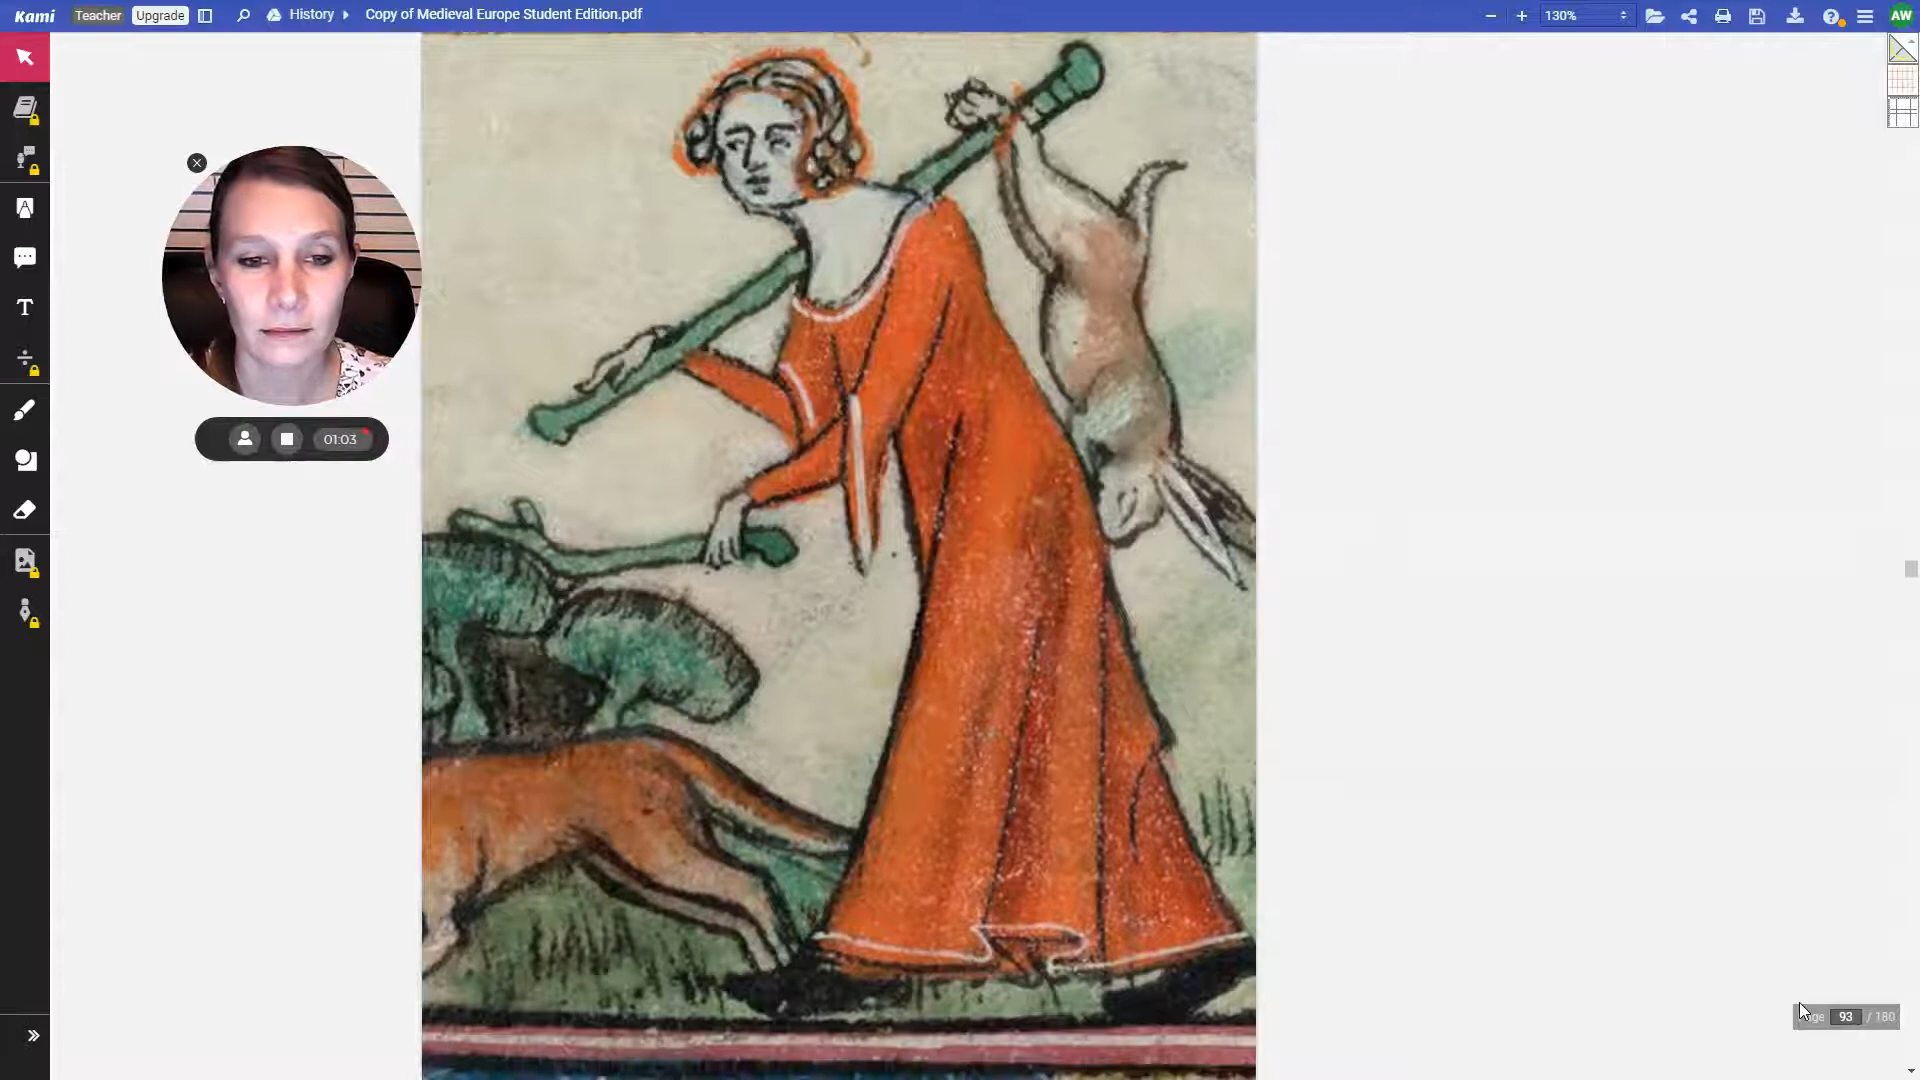 Kami Teacher Upgrade History Copy of Medieval Europe Student Edition.pdf 130% AW
01:03
T
93 / 180